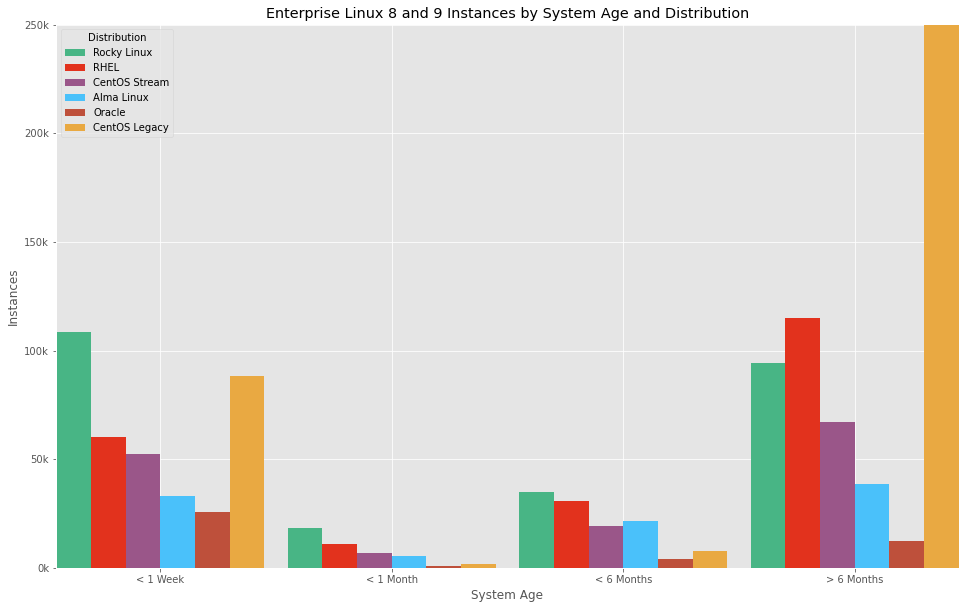 Enterprise Linux 8 and 9 Instances by System Age and Distribution
250k
200k
150k
100k
50k
0k
Instances
Distribution
Rocky Linux
RHEL
CentOS Stream
Alma Linux
Oracle
CentOS Legacy
< 1 Week
< 1 Month
< 6 Months
> 6 Months
System Age